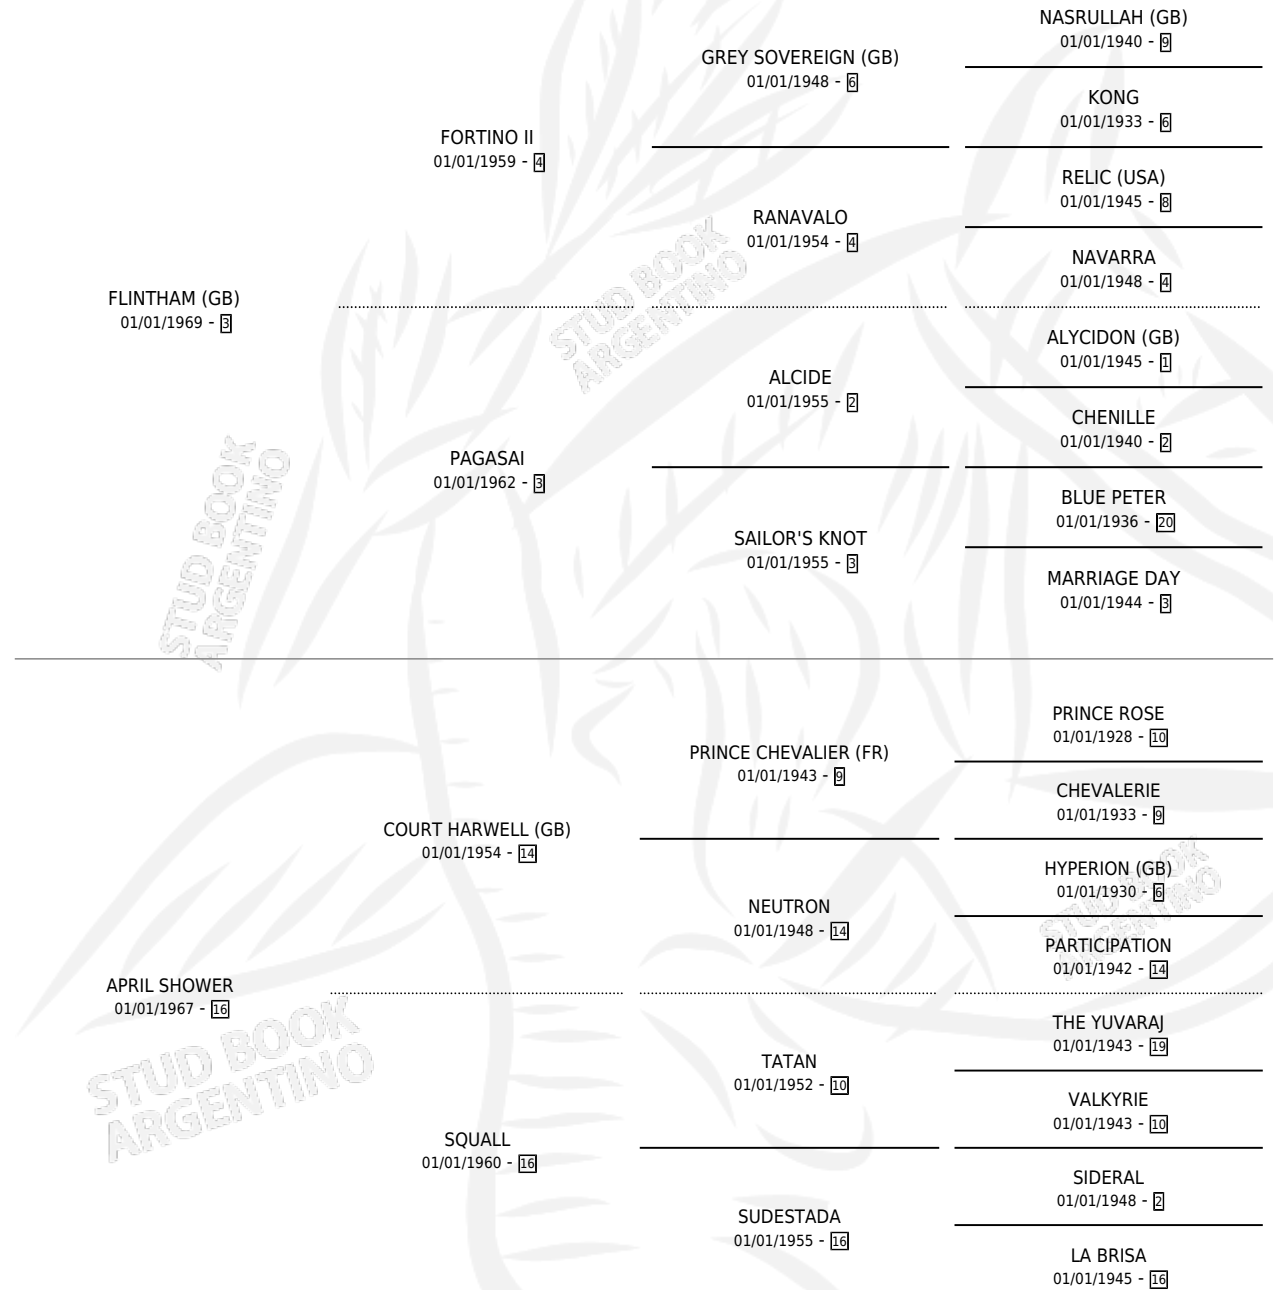 NASRULLAH (GB)
01/01/1940 - 9
GREY SOVEREIGN (GB)
01/01/1948 - 6
KONG
01/01/1933 - 6
FORTINO II
01/01/1959 - 4
RELIC (USA)
01/01/1945 - 8
RANAVALO
01/01/1954 - 4
NAVARRA
01/01/1948 - 4
FLINTHAM (GB)
01/01/1969 - 3
STUD BOOK
ARGENTINO
ALYCIDON (GB)
01/01/1945 - 1
ALCIDE
01/01/1955 - 2
CHENILLE
01/01/1940 - 2
PAGASAI
01/01/1962 - 3
BLUE PETER
01/01/1936 - 20
SAILOR'S KNOT
01/01/1955 - 3
MARRIAGE DAY
01/01/1944 - 3
STUD BOOK
ARGENTINO
PRINCE ROSE
01/01/1928 - 10
PRINCE CHEVALIER (FR)
01/01/1943 - 9
CHEVALERIE
01/01/1933 - 9
COURT HARWELL (GB)
01/01/1954 - 14
HYPERION (GB)
01/01/1930 - 6
STUD BOOK
ARGENTINO
NEUTRON
01/01/1948 - 14
PARTICIPATION
01/01/1942 - 14
APRIL SHOWER
01/01/1967 - 16
THE YUVARAJ
01/01/1943 - 19
STUD BOOK
ARGENTINO
TATAN
01/01/1952 - 10
VALKYRIE
01/01/1943 - 10
SQUALL
01/01/1960 - 16
SIDERAL
01/01/1948 - 2
SUDESTADA
01/01/1955 - 16
LA BRISA
01/01/1945 - 16